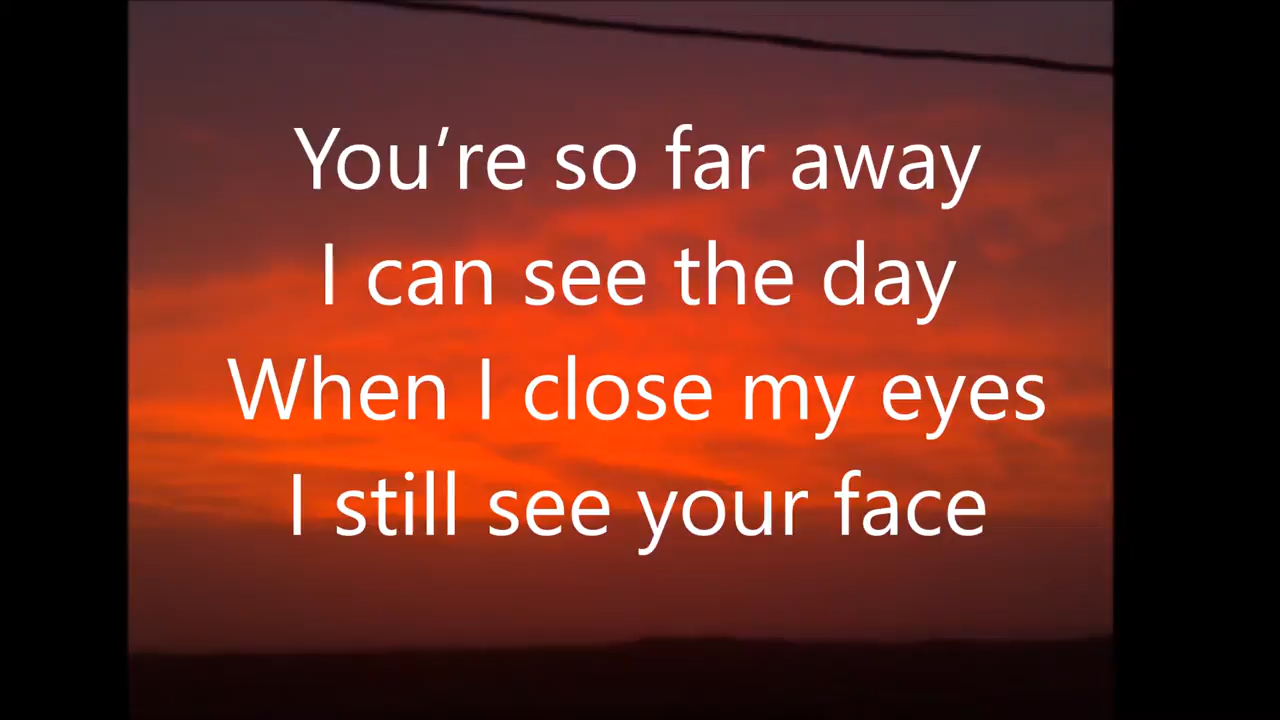 You’re so far away
I can see the day
When I close my eyes
I still see your face